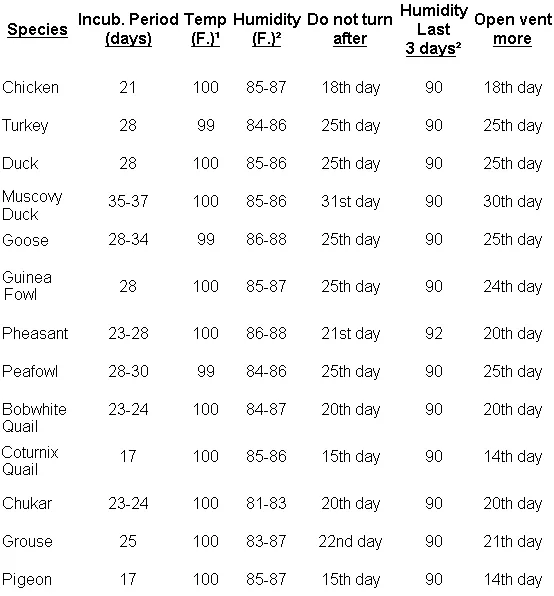 Species Incub. Period (days) Temp (F.)¹ Humidity (F.)² Do not turn after Humidity Last 3 days² Open vent more
Chicken 21 100 85-87 18th day 90 18th day
Turkey 28 99 84-86 25th day 90 25th day
Duck 28 100 85-86 25th day 90 25th day
Muscovy Duck 35-37 100 85-86 31st day 90 30th day
Goose 28-34 99 86-88 25th day 90 25th day
Guinea Fowl 28 100 85-87 25th day 90 24th day
Pheasant 23-28 100 86-88 21st day 92 20th day
Peafowl 28-30 99 84-86 25th day 90 25th day
Bobwhite Quail 23-24 100 84-87 20th day 90 20th day
Coturnix Quail 17 100 85-86 15th day 90 14th day
Chukar 23-24 100 81-83 20th day 90 20th day
Grouse 25 100 83-87 22nd day 90 21th day
Pigeon 17 100 85-87 15th day 90 14th day